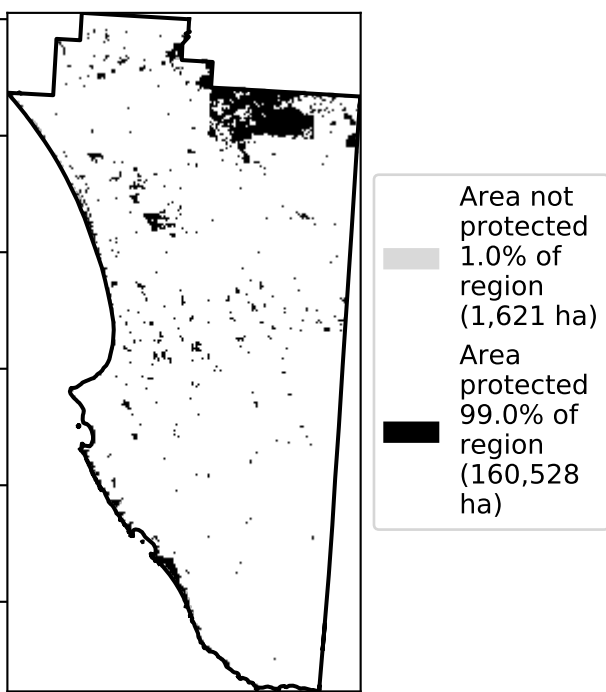 Area not
protected
1.0% of
region
(1,621 ha)
Area
protected
99.0% of
region
(160,528
ha)